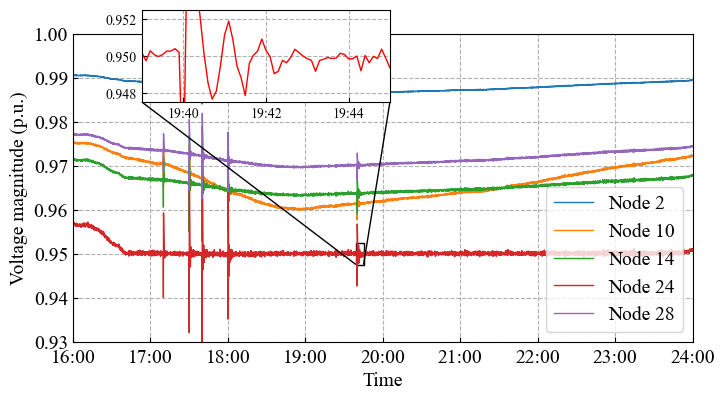 0.952
0.950
0.948
19:40 19:42 19:44
1.00
0.99
0.98
0.97
0.96
0.95
0.94
0.93
Voltage magnitude (p.u.)
Node 2
Node 10
Node 14
Node 24
Node 28
16:00 17:00 18:00 19:00 20:00 21:00 22:00 23:00 24:00
Time